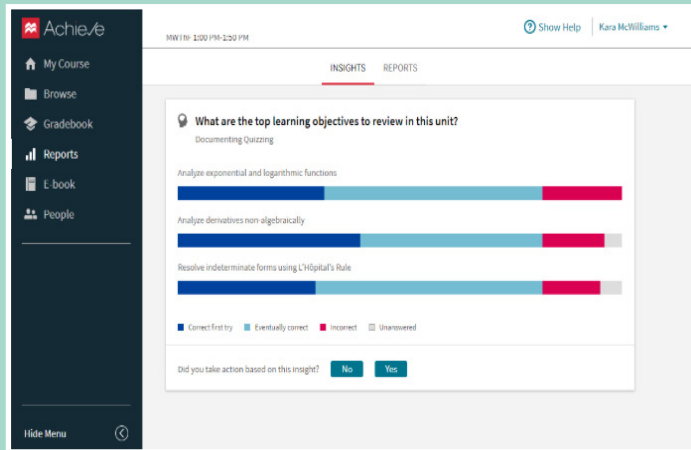 Achieve
MWThF 1:00 PM-1:50 PM
Show Help
Kara McWilliams
My Course
Browse
Gradebook
Reports
E-book
People
Hide Menu
INSIGHTS REPORTS
What are the top learning objectives to review in this unit?
Documenting Quizzing
Analyze exponential and logarithmic functions
Analyze derivatives non-algebraically
Resolve indeterminate forms using L'Hôpital's Rule
Correct first try Eventually correct Incorrect Unanswered
Did you take action based on this insight? No Yes